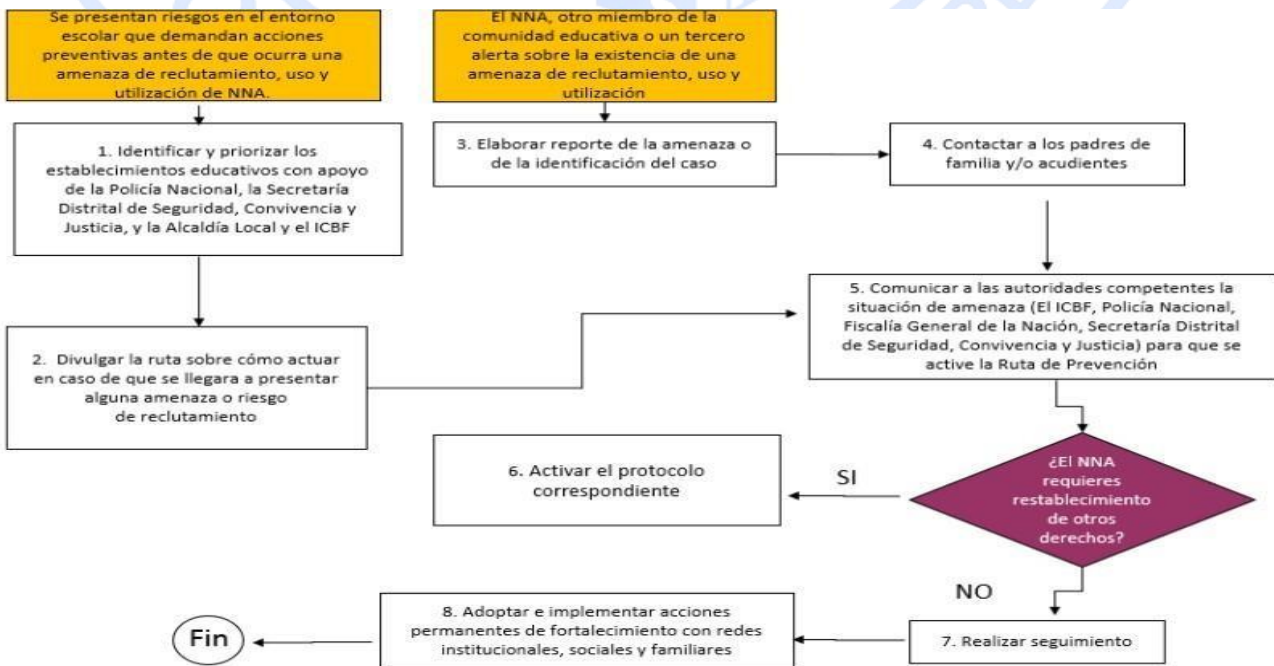 Se presentan riesgos en el entorno
escolar que demandan acciones
preventivas antes de que ocurra una
amenaza de reclutamiento, uso y
utilización de NNA.
El NNA, otro miembro de la
comunidad educativa o un tercero
alerta sobre la existencia de una
amenaza de reclutamiento, uso y
utilización
1. Identificar y priorizar los
establecimientos educativos con apoyo
de la Policía Nacional, la Secretaría
Distrital de Seguridad, Convivencia y
Justicia, y la Alcaldía Local y el ICBF
3. Elaborar reporte de la amenaza o
de la identificación del caso
4. Contactar a los padres de
familia y/o acudientes
2. Divulgar la ruta sobre cómo actuar
en caso de que se llegara a presentar
alguna amenaza o riesgo
de reclutamiento
5. Comunicar a las autoridades competentes la
situación de amenaza (El ICBF, Policía Nacional,
Fiscalía General de la Nación, Secretaría Distrital
de Seguridad, Convivencia y Justicia) para que se
active la Ruta de Prevención
6. Activar el protocolo
correspondiente
SI
¿El NNA
requieres
restablecimiento
de otros
derechos?
NO
7. Realizar seguimiento
8. Adoptar e implementar acciones
permanentes de fortalecimiento con redes
institucionales, sociales y familiares
Fin